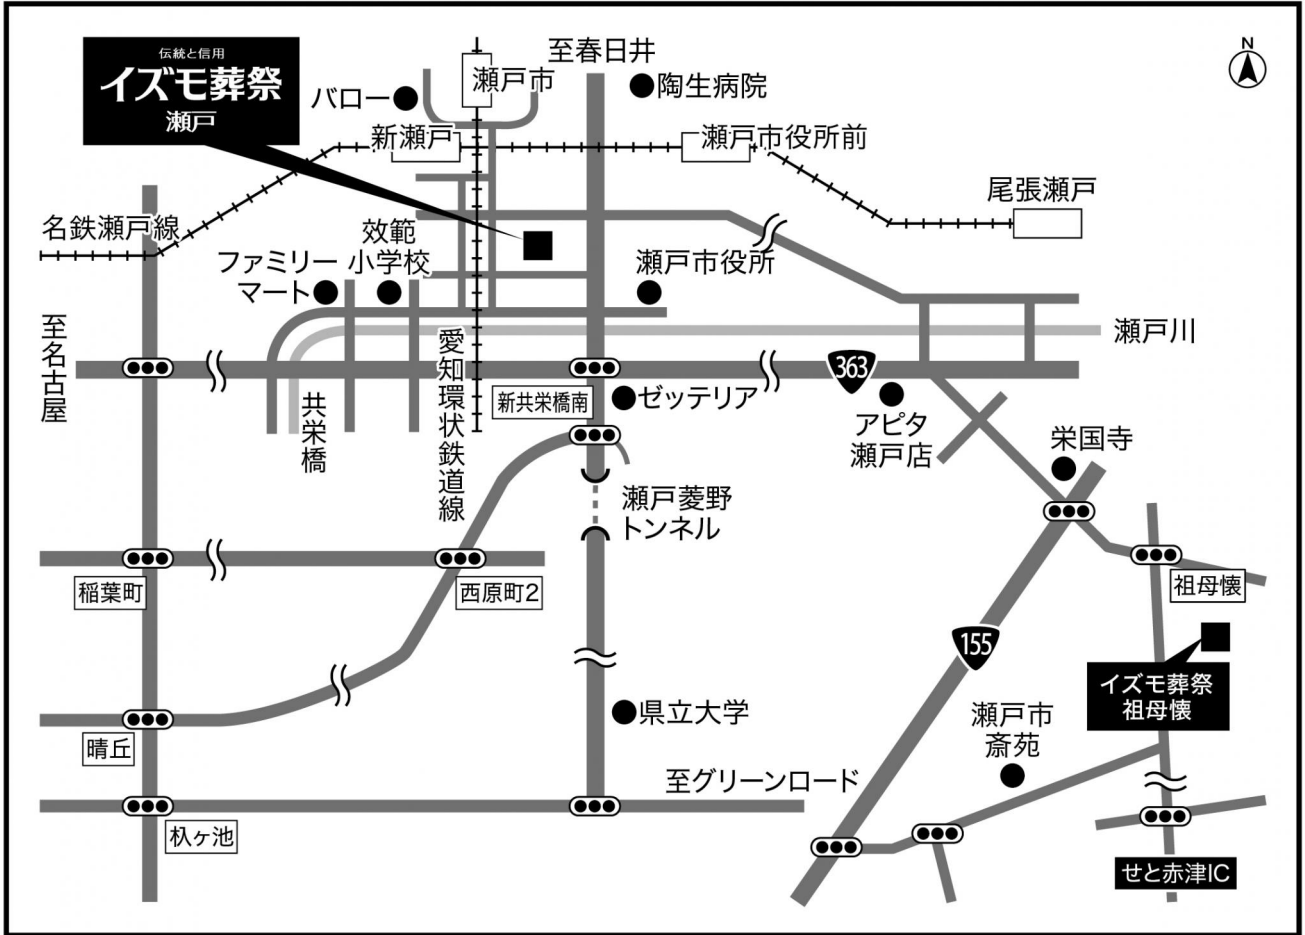 伝統と信用
イズモ葬祭
瀬戸
バロー
瀬戸市
至春日井
陶生病院
N
新瀬戸
瀬戸市役所前
尾張瀬戸
名鉄瀬戸線
効範
小学校
ファミリー
マート
瀬戸市役所
至名古屋
瀬戸川
363
愛知環状鉄道線
共栄橋
新共栄橋南
ゼッテリア
アピタ
瀬戸店
栄国寺
瀬戸菱野
トンネル
稲葉町
西原町2
祖母懐
155
イズモ葬祭
祖母懐
県立大学
瀬戸市
斎苑
晴丘
至グリーンロード
杁ヶ池
せと赤津IC